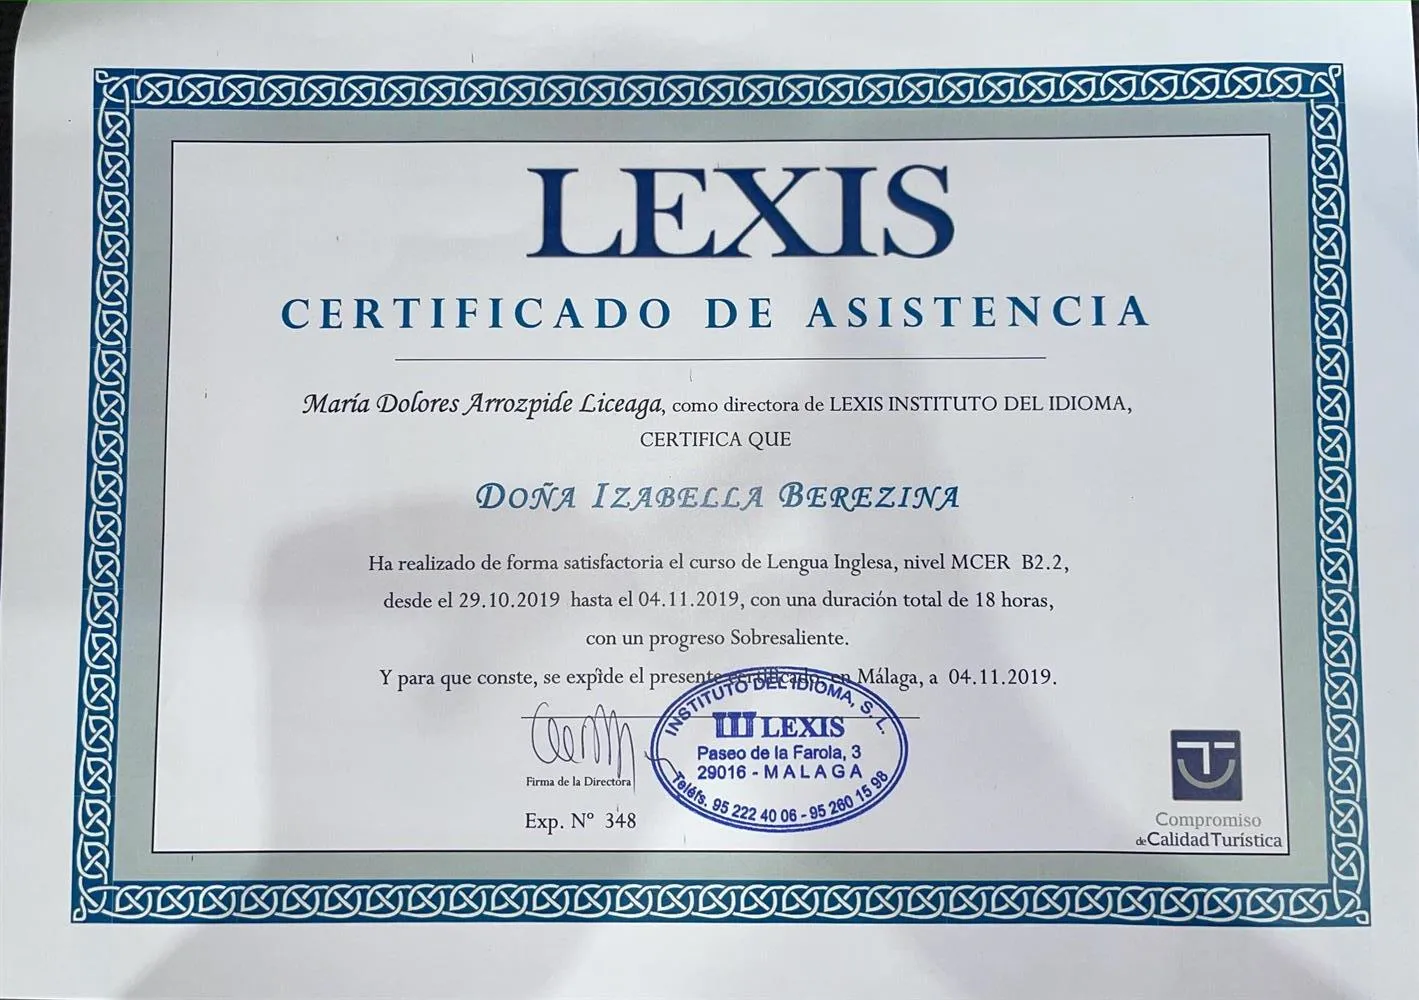 LEXIS
CERTIFICADO DE ASISTENCIA
María Dolores Arrozpide Liceaga, como directora de LEXIS INSTITUTO DEL IDIOMA,
CERTIFICA QUE
DOÑA IZABELLA BEREZINA
Ha realizado de forma satisfactoria el curso de Lengua Inglesa, nivel MCER B2.2,
desde el 29.10.2019 hasta el 04.11.2019, con una duración total de 18 horas,
con un progreso Sobresaliente.
Y para que conste, se expide el presente certificado, en Málaga, a 04.11.2019.
INSTITUTO DEL IDIOMA, S. L.
LEXIS
Paseo de la Farola, 3
29016 - MALAGA
Teléfs. 95 222 40 06 - 95 260 15 98
Firma de la Directora
Exp. Nº 348
Compromiso
de Calidad Turística